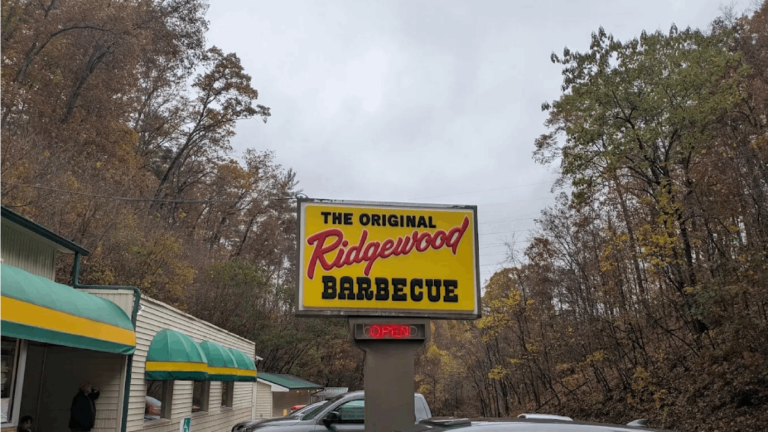 THE ORIGINAL
Ridgewood
BARBECUE
OPEN